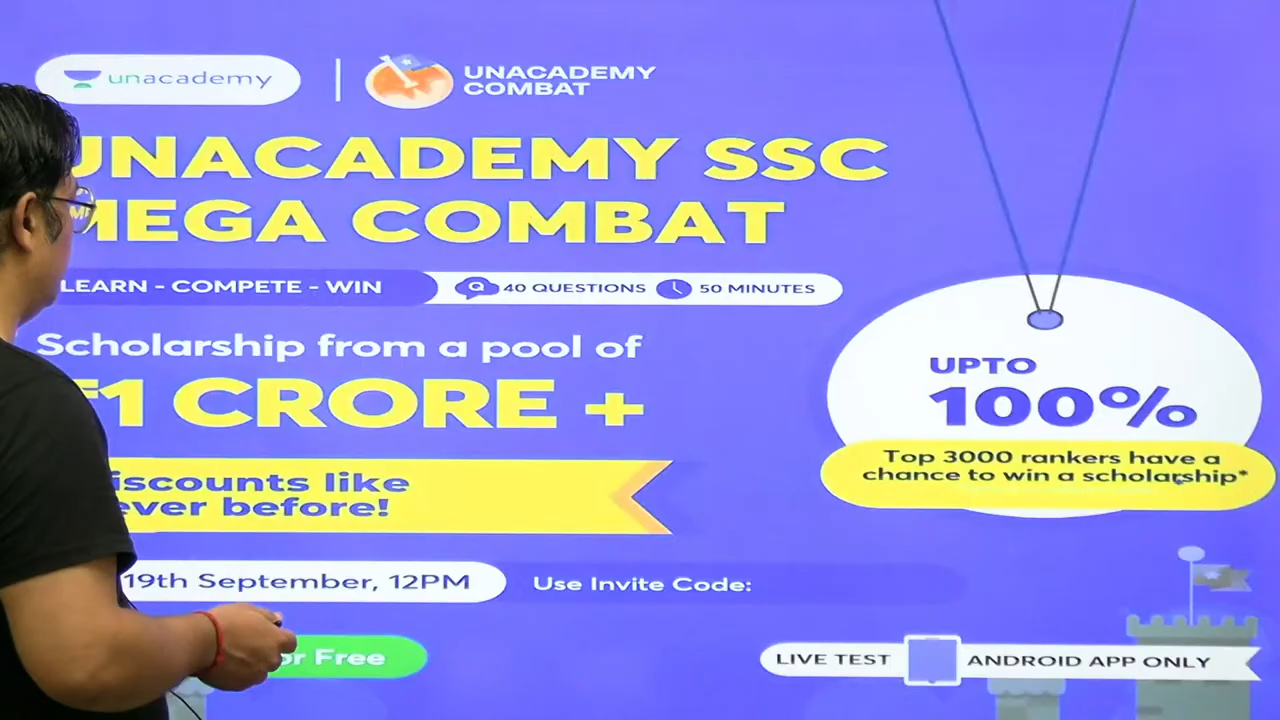 unacademy
UNACADEMY
COMBAT
UNACADEMY SSC
MEGA COMBAT
LEARN - COMPETE - WIN
40 QUESTIONS
50 MINUTES
Scholarship from a pool of
₹1 CRORE +
iscounts like
ever before!
19th September, 12PM
Use Invite Code:
or Free
UPTO
100%
Top 3000 rankers have a
chance to win a scholarship*
LIVE TEST
ANDROID APP ONLY